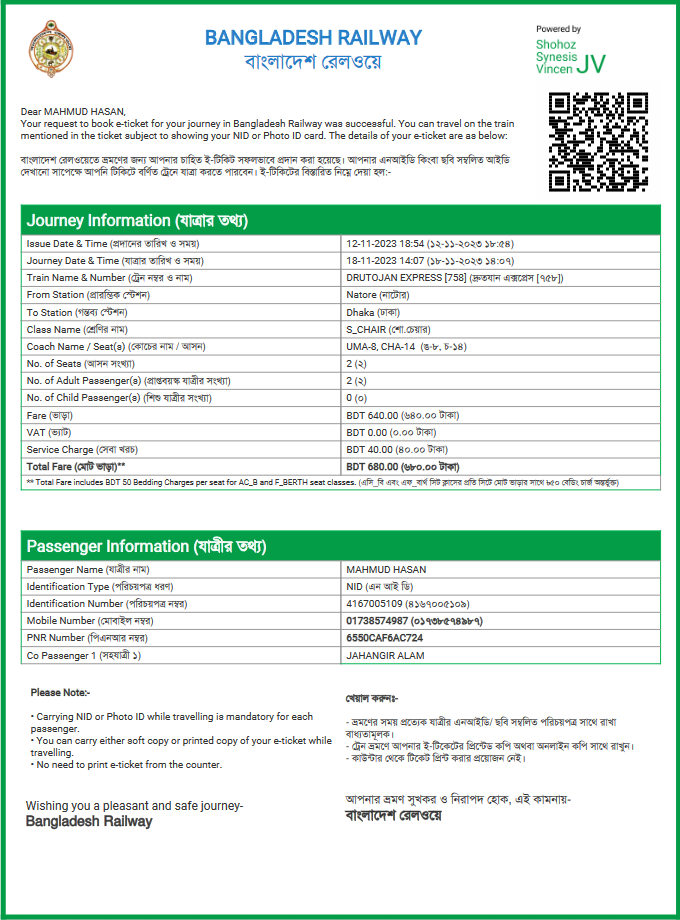 BANGLADESH RAILWAY
বাংলাদেশ রেলওয়ে
Powered by
Shohoz
Synesis
Vincen JV
Dear MAHMUD HASAN,
Your request to book e-ticket for your journey in Bangladesh Railway was successful. You can travel on the train
mentioned in the ticket subject to showing your NID or Photo ID card. The details of your e-ticket are as below:
বাংলাদেশ রেলওয়েতে ভ্রমণের জন্য আপনার চাহিত ই-টিকিট সফলভাবে প্রদান করা হয়েছে। আপনার এনআইডি কিংবা ছবি সম্বলিত আইডি
দেখানো সাপেক্ষে আপনি টিকিটে বর্ণিত ট্রেনে যাত্রা করতে পারবেন। ই-টিকিটের বিস্তারিত নিম্নে দেয়া হল:-
Journey Information (যাত্রার তথ্য)
Issue Date & Time (প্রদানের তারিখ ও সময়) 12-11-2023 18:54 (১২-১১-২০২৩ ১৮:৫৪)
Journey Date & Time (যাত্রার তারিখ ও সময়) 18-11-2023 14:07 (১৮-১১-২০২৩ ১৪:০৭)
Train Name & Number (ট্রেন নম্বর ও নাম) DRUTOJAN EXPRESS [758] (দ্রুতযান এক্সপ্রেস [৭৫৮])
From Station (প্রারম্ভিক স্টেশন) Natore (নাটোর)
To Station (গন্তব্য স্টেশন) Dhaka (ঢাকা)
Class Name (শ্রেণির নাম) S_CHAIR (শো.চেয়ার)
Coach Name / Seat(s) (কোচের নাম / আসন) UMA-8, CHA-14 (ঙ-৮, চ-১৪)
No. of Seats (আসন সংখ্যা) 2 (২)
No. of Adult Passenger(s) (প্রাপ্তবয়স্ক যাত্রীর সংখ্যা) 2 (২)
No. of Child Passenger(s) (শিশু যাত্রীর সংখ্যা) 0 (০)
Fare (ভাড়া) BDT 640.00 (৬৪০.০০ টাকা)
VAT (ভ্যাট) BDT 0.00 (০.০০ টাকা)
Service Charge (সেবা খরচ) BDT 40.00 (৪০.০০ টাকা)
Total Fare (মোট ভাড়া)** BDT 680.00 (৬৮০.০০ টাকা)
** Total Fare includes BDT 50 Bedding Charges per seat for AC_B and F_BERTH seat classes. (এসি_বি এবং এফ_বার্থ সিট ক্লাসের প্রতি সিটে মোট ভাড়ার সাথে ৳৫০ বেডিং চার্জ অন্তর্ভুক্ত)
Passenger Information (যাত্রীর তথ্য)
Passenger Name (যাত্রীর নাম) MAHMUD HASAN
Identification Type (পরিচয়পত্র ধরণ) NID (এন আই ডি)
Identification Number (পরিচয়পত্র নম্বর) 4167005109 (৪১৬৭০০৫১০৯)
Mobile Number (মোবাইল নম্বর) 01738574987 (০১৭৩৮৫৭৪৯৮৭)
PNR Number (পিএনআর নম্বর) 6550CAF6AC724
Co Passenger 1 (সহযাত্রী ১) JAHANGIR ALAM
Please Note:-
• Carrying NID or Photo ID while travelling is mandatory for each
passenger.
• You can carry either soft copy or printed copy of your e-ticket while
travelling.
• No need to print e-ticket from the counter.
Wishing you a pleasant and safe journey-
Bangladesh Railway
খেয়াল করুনঃ-
- ভ্রমণের সময় প্রত্যেক যাত্রীর এনআইডি/ ছবি সম্বলিত পরিচয়পত্র সাথে রাখা
বাধ্যতামূলক।
- ট্রেন ভ্রমণে আপনার ই-টিকেটের প্রিন্টেড কপি অথবা অনলাইন কপি সাথে রাখুন।
- কাউন্টার থেকে টিকেট প্রিন্ট করার প্রয়োজন নেই।
আপনার ভ্রমণ সুখকর ও নিরাপদ হোক, এই কামনায়-
বাংলাদেশ রেলওয়ে